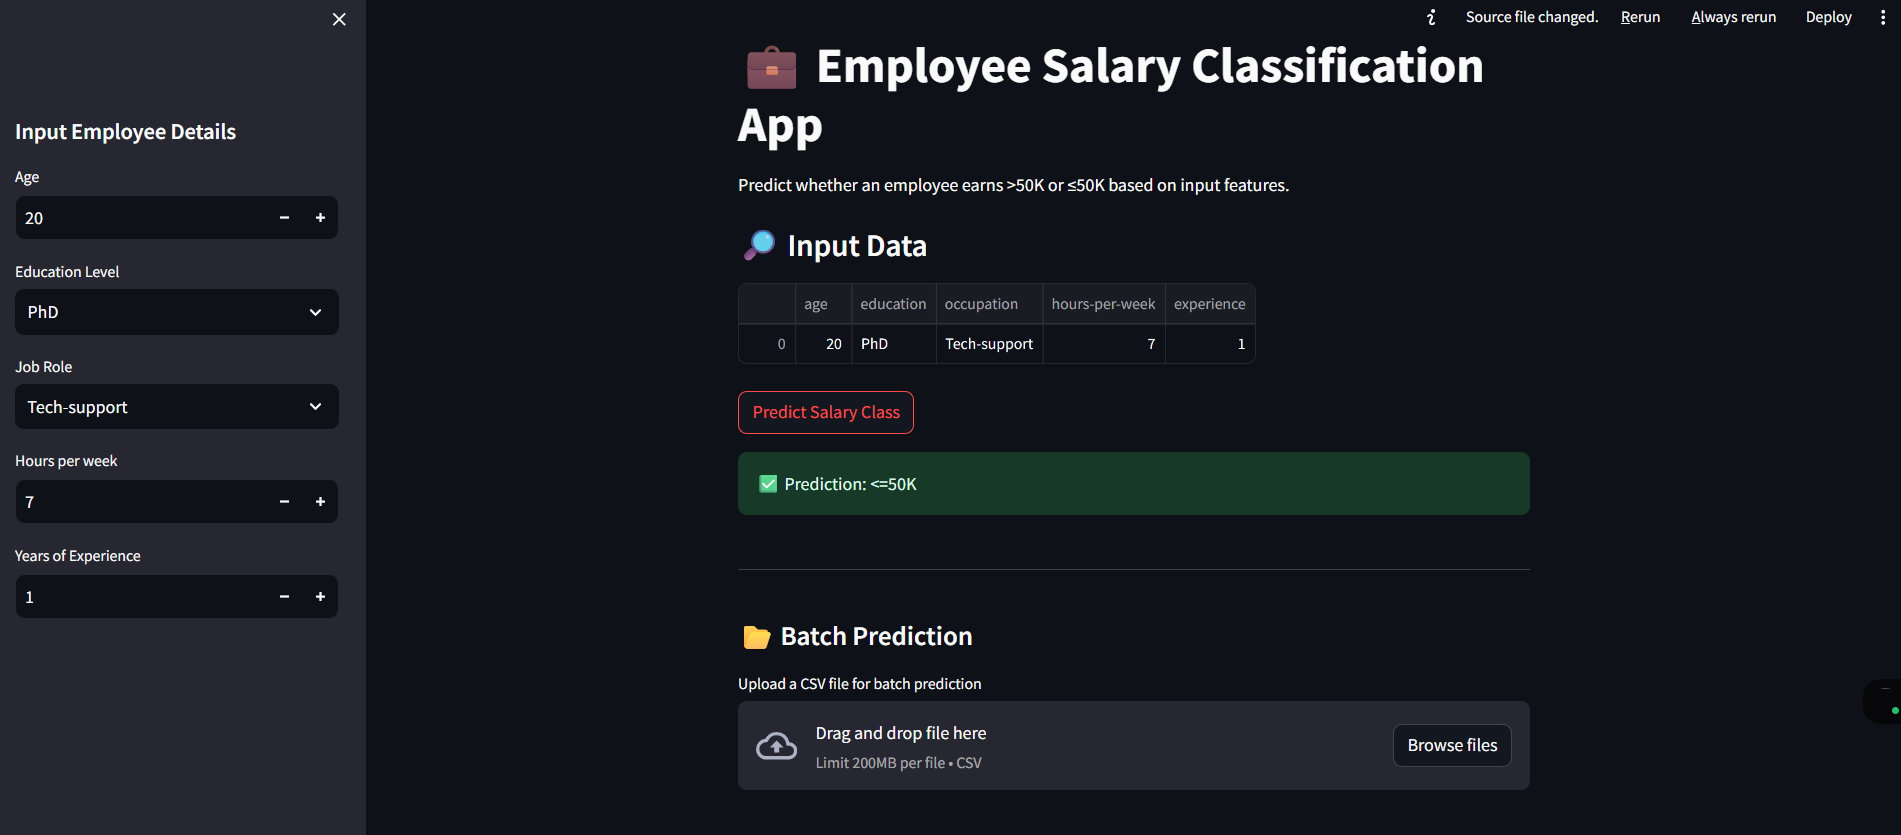 Source file changed. Rerun Always rerun Deploy
Input Employee Details
Age
20
Education Level
PhD
Job Role
Tech-support
Hours per week
7
Years of Experience
1
Employee Salary Classification
App
Predict whether an employee earns >50K or ≤50K based on input features.
Input Data
age education occupation hours-per-week experience
0 20 PhD Tech-support 7 1
Predict Salary Class
Prediction: <=50K
Batch Prediction
Upload a CSV file for batch prediction
Drag and drop file here
Limit 200MB per file • CSV
Browse files